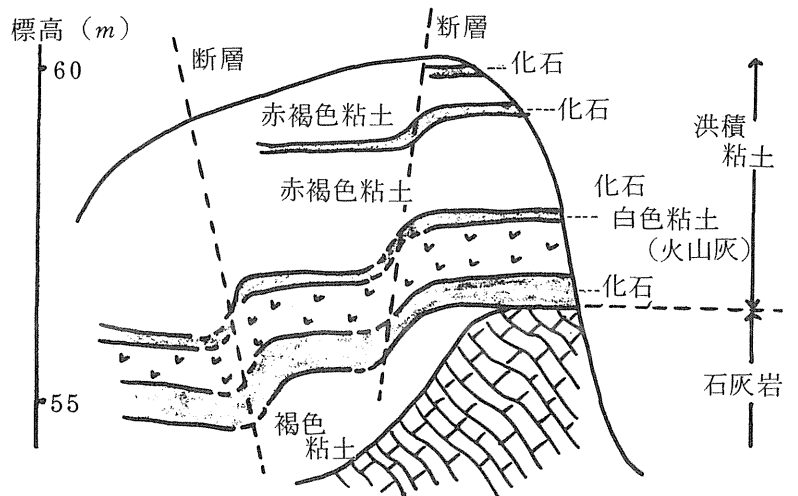 標高(m)
60
55
断層
断層
化石
化石
赤褐色粘土
赤褐色粘土
化石
白色粘土
(火山灰)
化石
褐色
粘土
洪積
粘土
石灰岩